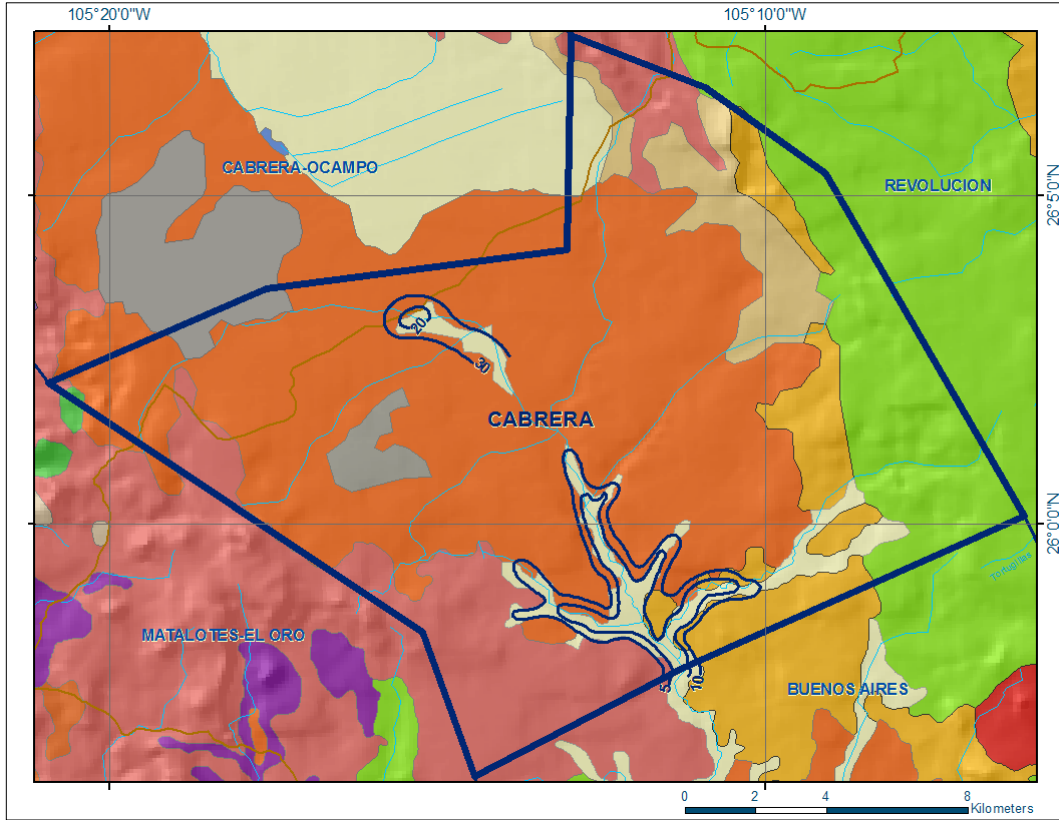 105°20'0"W
105°10'0"W
CABRERA-OCAMPO
REVOLUCION
26°5'0"N
20
30
CABRERA
26°0'0"N
Tortugillas
MATALOTES-EL ORO
5
10
BUENOS AIRES
0 2 4 8
Kilometers